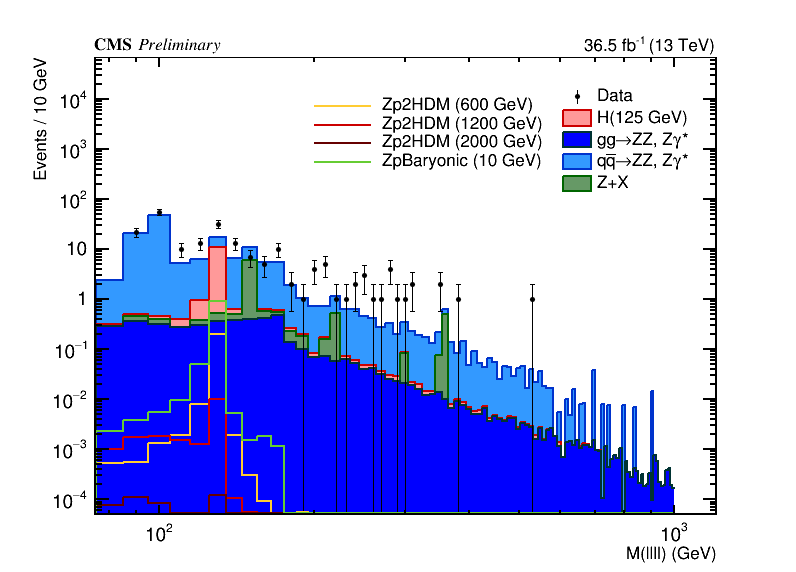 CMS Preliminary 36.5 fb⁻¹ (13 TeV)
Events / 10 GeV
10⁴
10³
10²
10
1
10⁻¹
10⁻²
10⁻³
10⁻⁴
Zp2HDM (600 GeV)
Zp2HDM (1200 GeV)
Zp2HDM (2000 GeV)
ZpBaryonic (10 GeV)
Data
H(125 GeV)
gg→ZZ, Zγ*
qq̅→ZZ, Zγ*
Z+X
10² 10³
M(llll) (GeV)